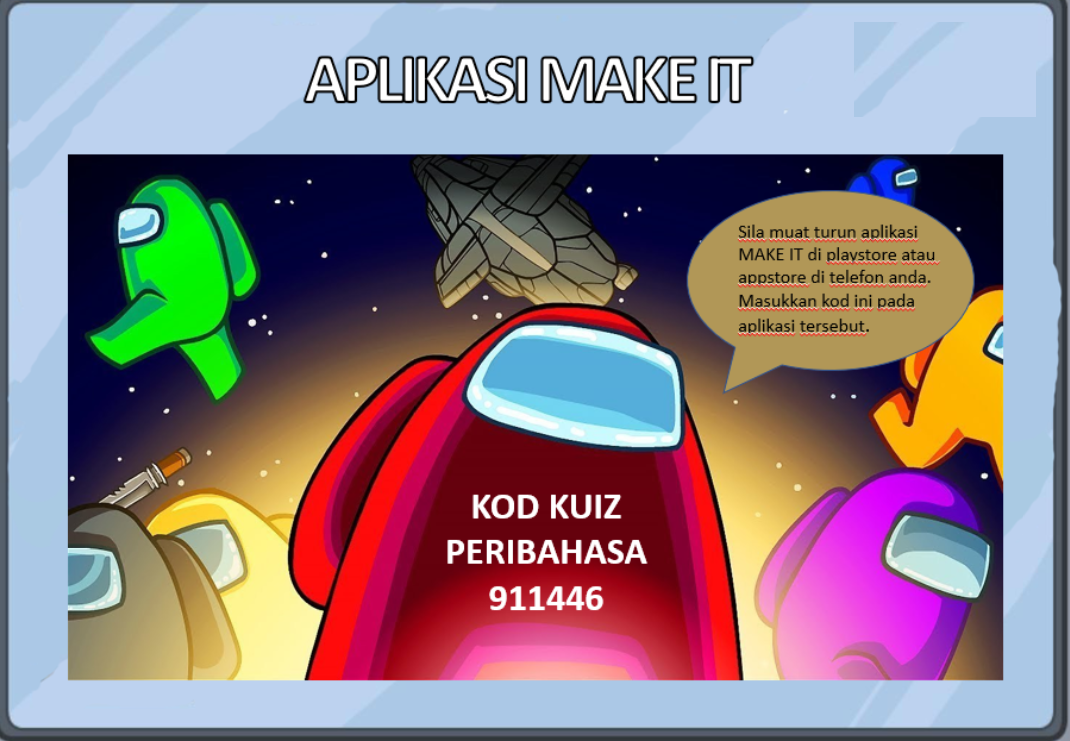 APLIKASI MAKE IT
Sila muat turun aplikasi
MAKE IT di playstore atau
appstore di telefon anda.
Masukkan kod ini pada
aplikasi tersebut.
KOD KUIZ
PERIBAHASA
911446